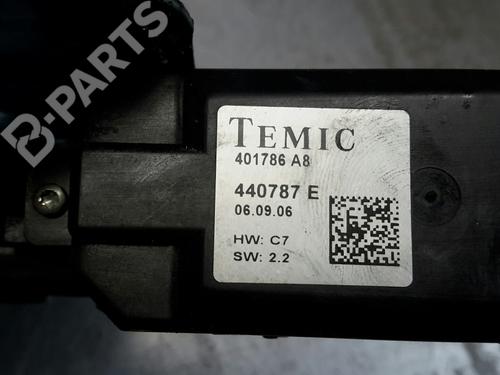 B-PARTS
TEMIC
401786 A8
440787 E
06.09.06
HW: C7
SW: 2.2